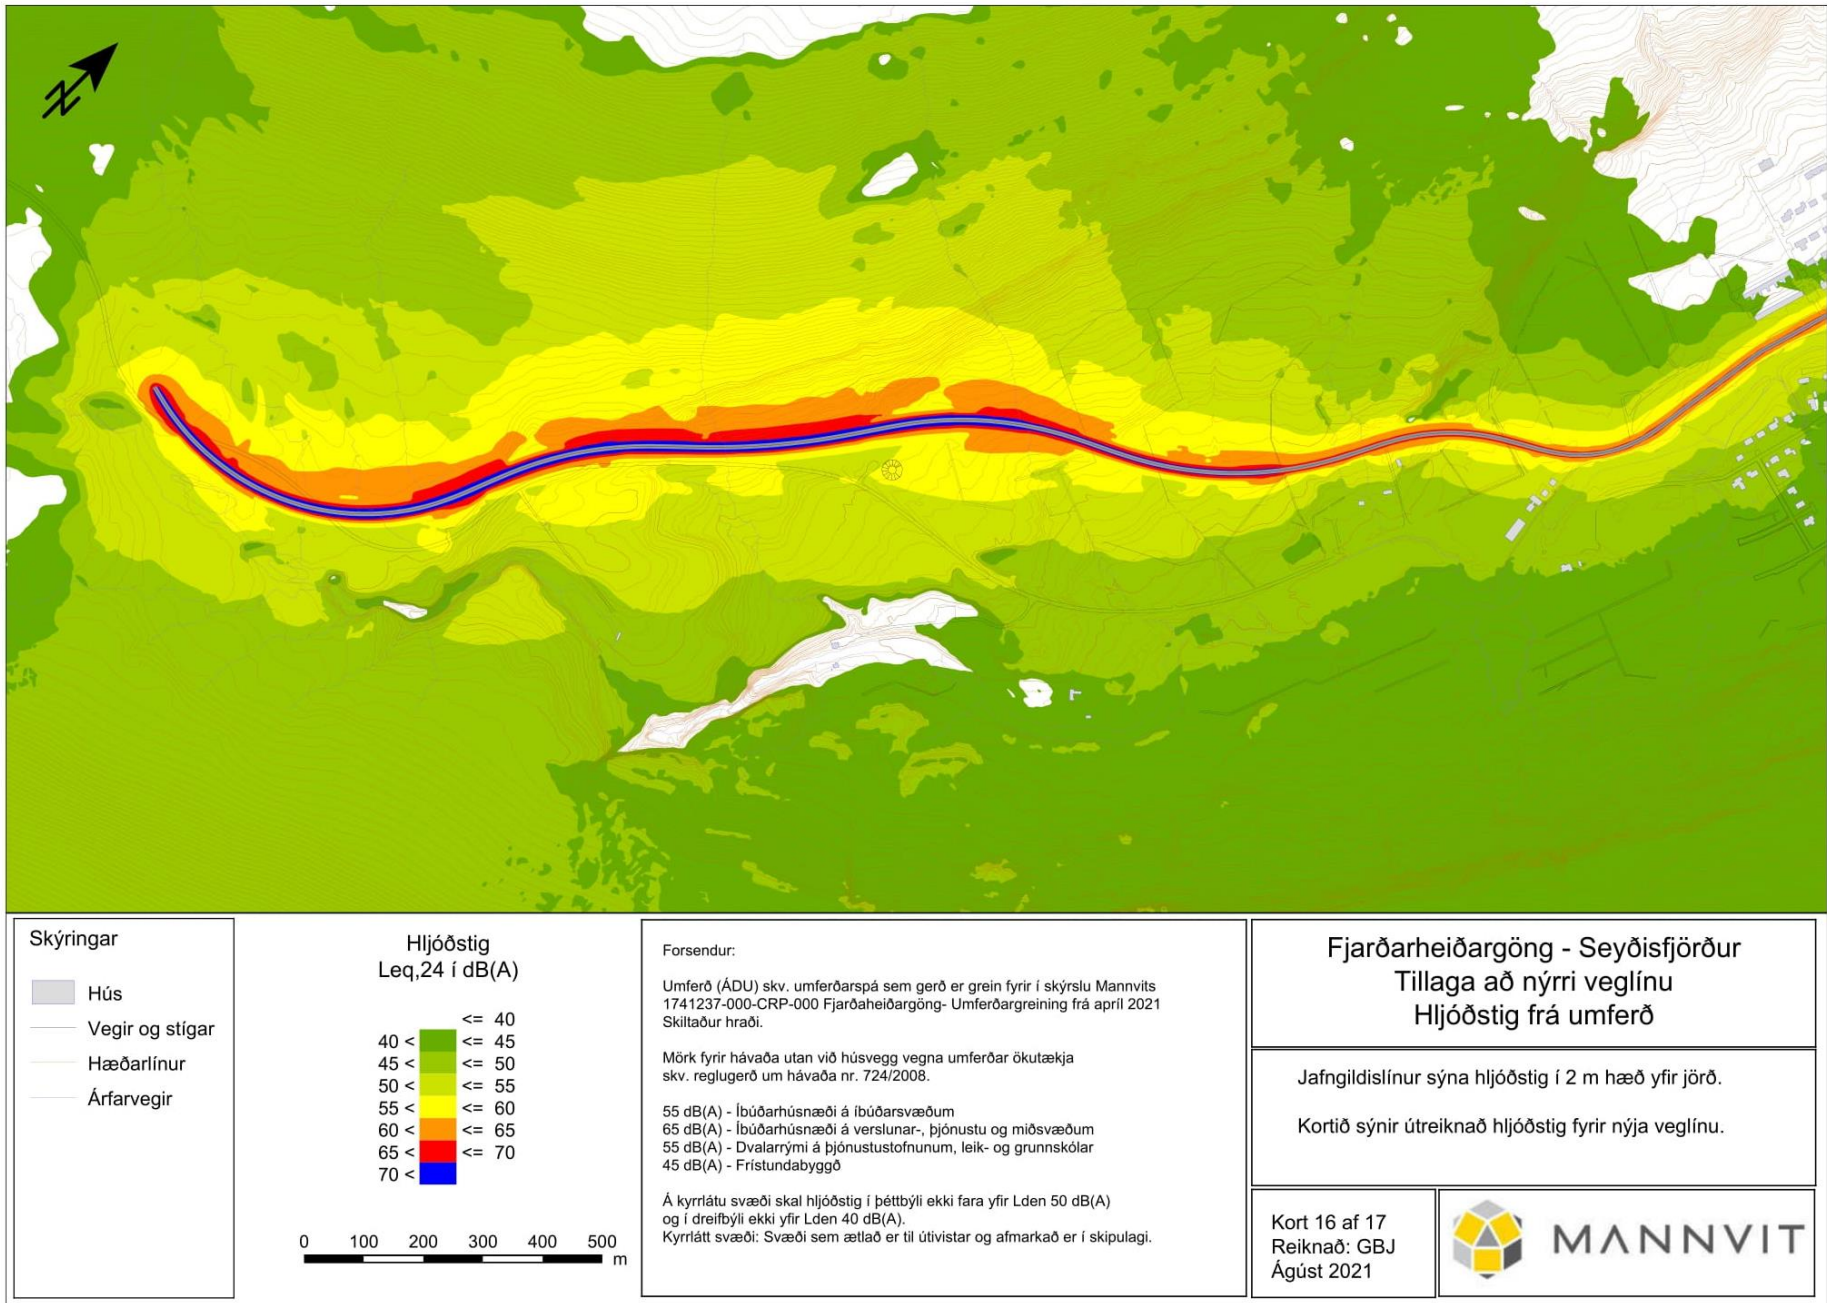 N
Skýringar
Hús
Vegir og stígar
Hæðarlínur
Árfarvegir
Hljóðstig
Leq,24 í dB(A)
<= 40
40 < <= 45
45 < <= 50
50 < <= 55
55 < <= 60
60 < <= 65
65 < <= 70
70 <
0 100 200 300 400 500
m
Forsendur:
Umferð (ÁDU) skv. umferðarspá sem gerð er grein fyrir í skýrslu Mannvits
1741237-000-CRP-000 Fjarðaheiðargöng- Umferðargreining frá apríl 2021
Skiltaður hraði.
Mörk fyrir hávaða utan við húsvegg vegna umferðar ökutækja
skv. reglugerð um hávaða nr. 724/2008.
55 dB(A) - Íbúðarhúsnæði á íbúðarsvæðum
65 dB(A) - Íbúðarhúsnæði á verslunar-, þjónustu og miðsvæðum
55 dB(A) - Dvalarrými á þjónustustofnunum, leik- og grunnskólar
45 dB(A) - Frístundabyggð
Á kyrrlátu svæði skal hljóðstig í þéttbýli ekki fara yfir Lden 50 dB(A)
og í dreifbýli ekki yfir Lden 40 dB(A).
Kyrrlátt svæði: Svæði sem ætlað er til útivistar og afmarkað er í skipulagi.
Fjarðarheiðargöng - Seyðisfjörður
Tillaga að nýrri veglínu
Hljóðstig frá umferð
Jafngildislínur sýna hljóðstig í 2 m hæð yfir jörð.
Kortið sýnir útreiknað hljóðstig fyrir nýja veglínu.
Kort 16 af 17
Reiknað: GBJ
Ágúst 2021
MANNVIT